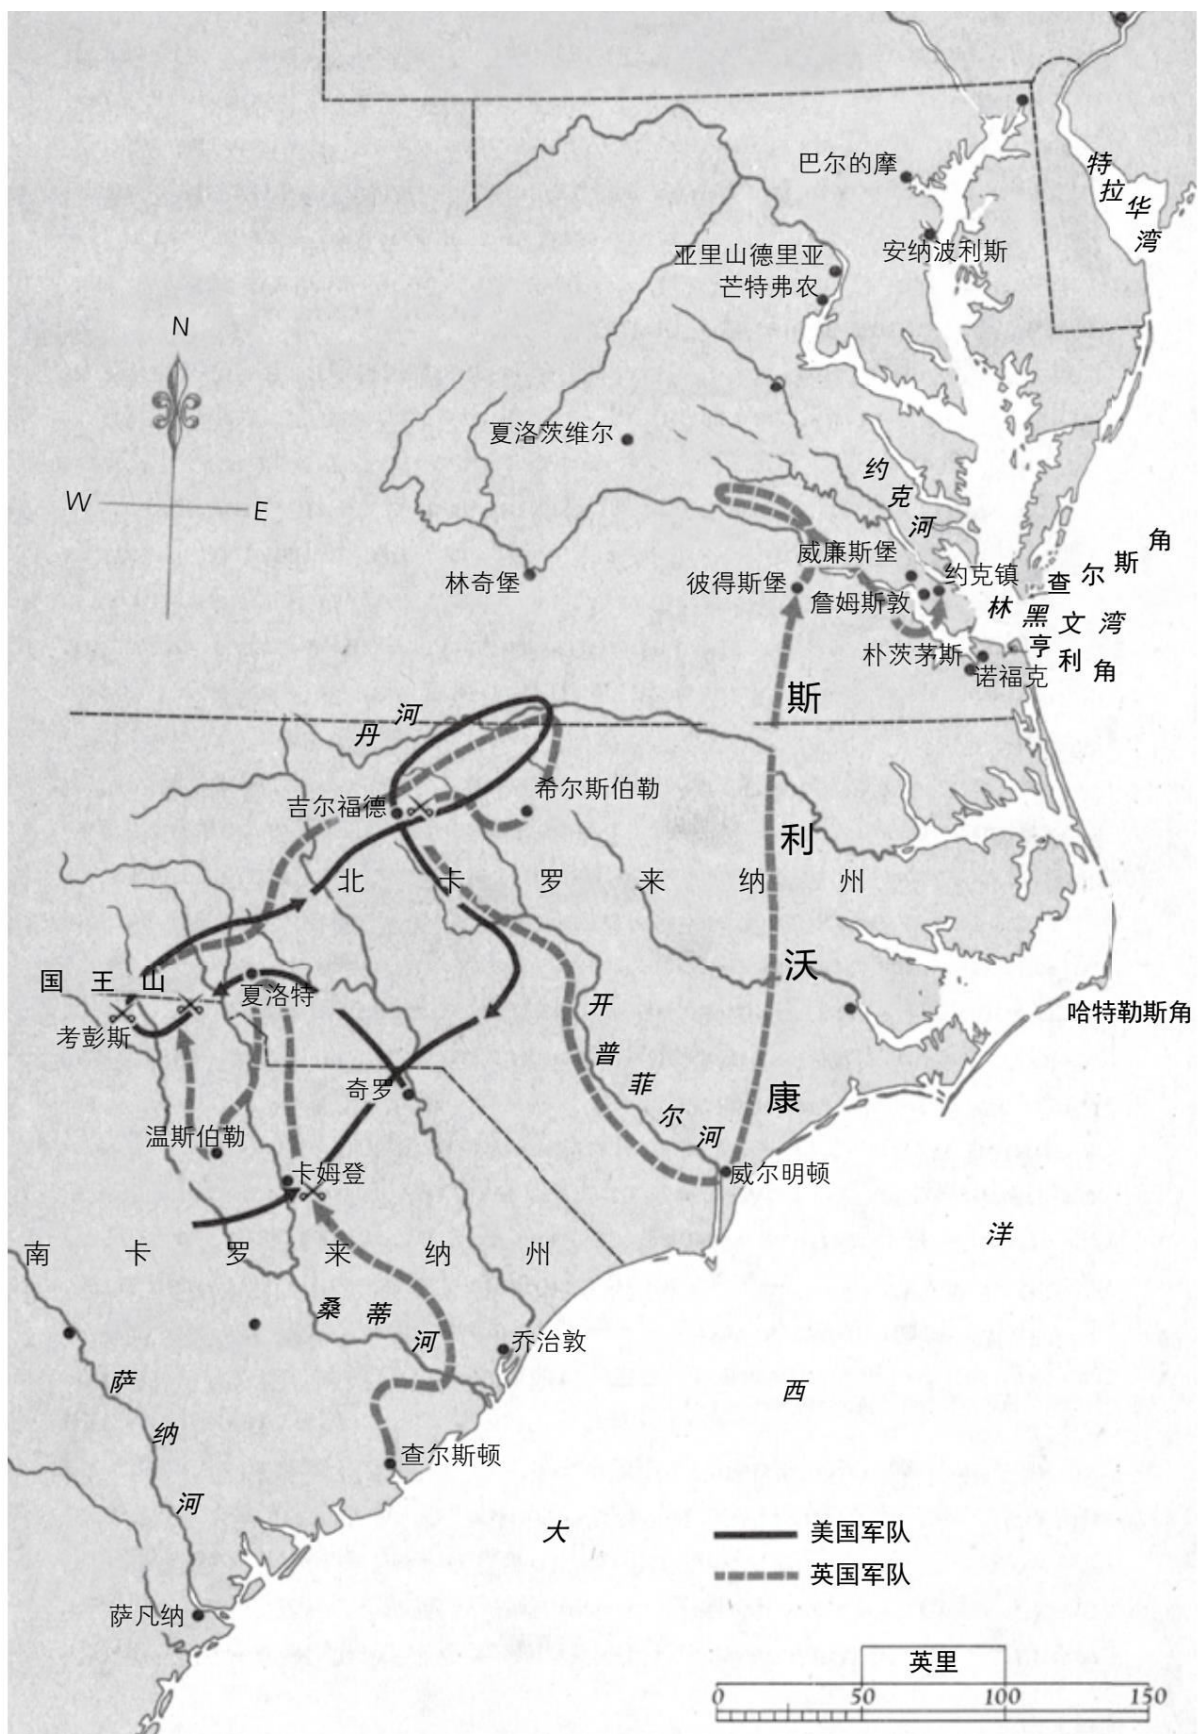 巴尔的摩
特拉华湾
亚里山德里亚
安纳波利斯
芒特弗农
N
W
E
夏洛茨维尔
约克河
威廉斯堡
林奇堡
彼得斯堡
约克镇
查尔斯角
詹姆斯敦
林黑文湾
朴茨茅斯
亨利角
诺福克
斯
丹河
希尔斯伯勒
吉尔福德
利
北卡罗来纳州
沃
国王山
夏洛特
开普菲尔河
哈特勒斯角
考彭斯
奇罗
康
温斯伯勒
卡姆登
威尔明顿
南卡罗来纳州
洋
桑蒂河
乔治敦
萨纳河
西
查尔斯顿
大
美国军队
英国军队
萨凡纳
英里
0 50 100 150